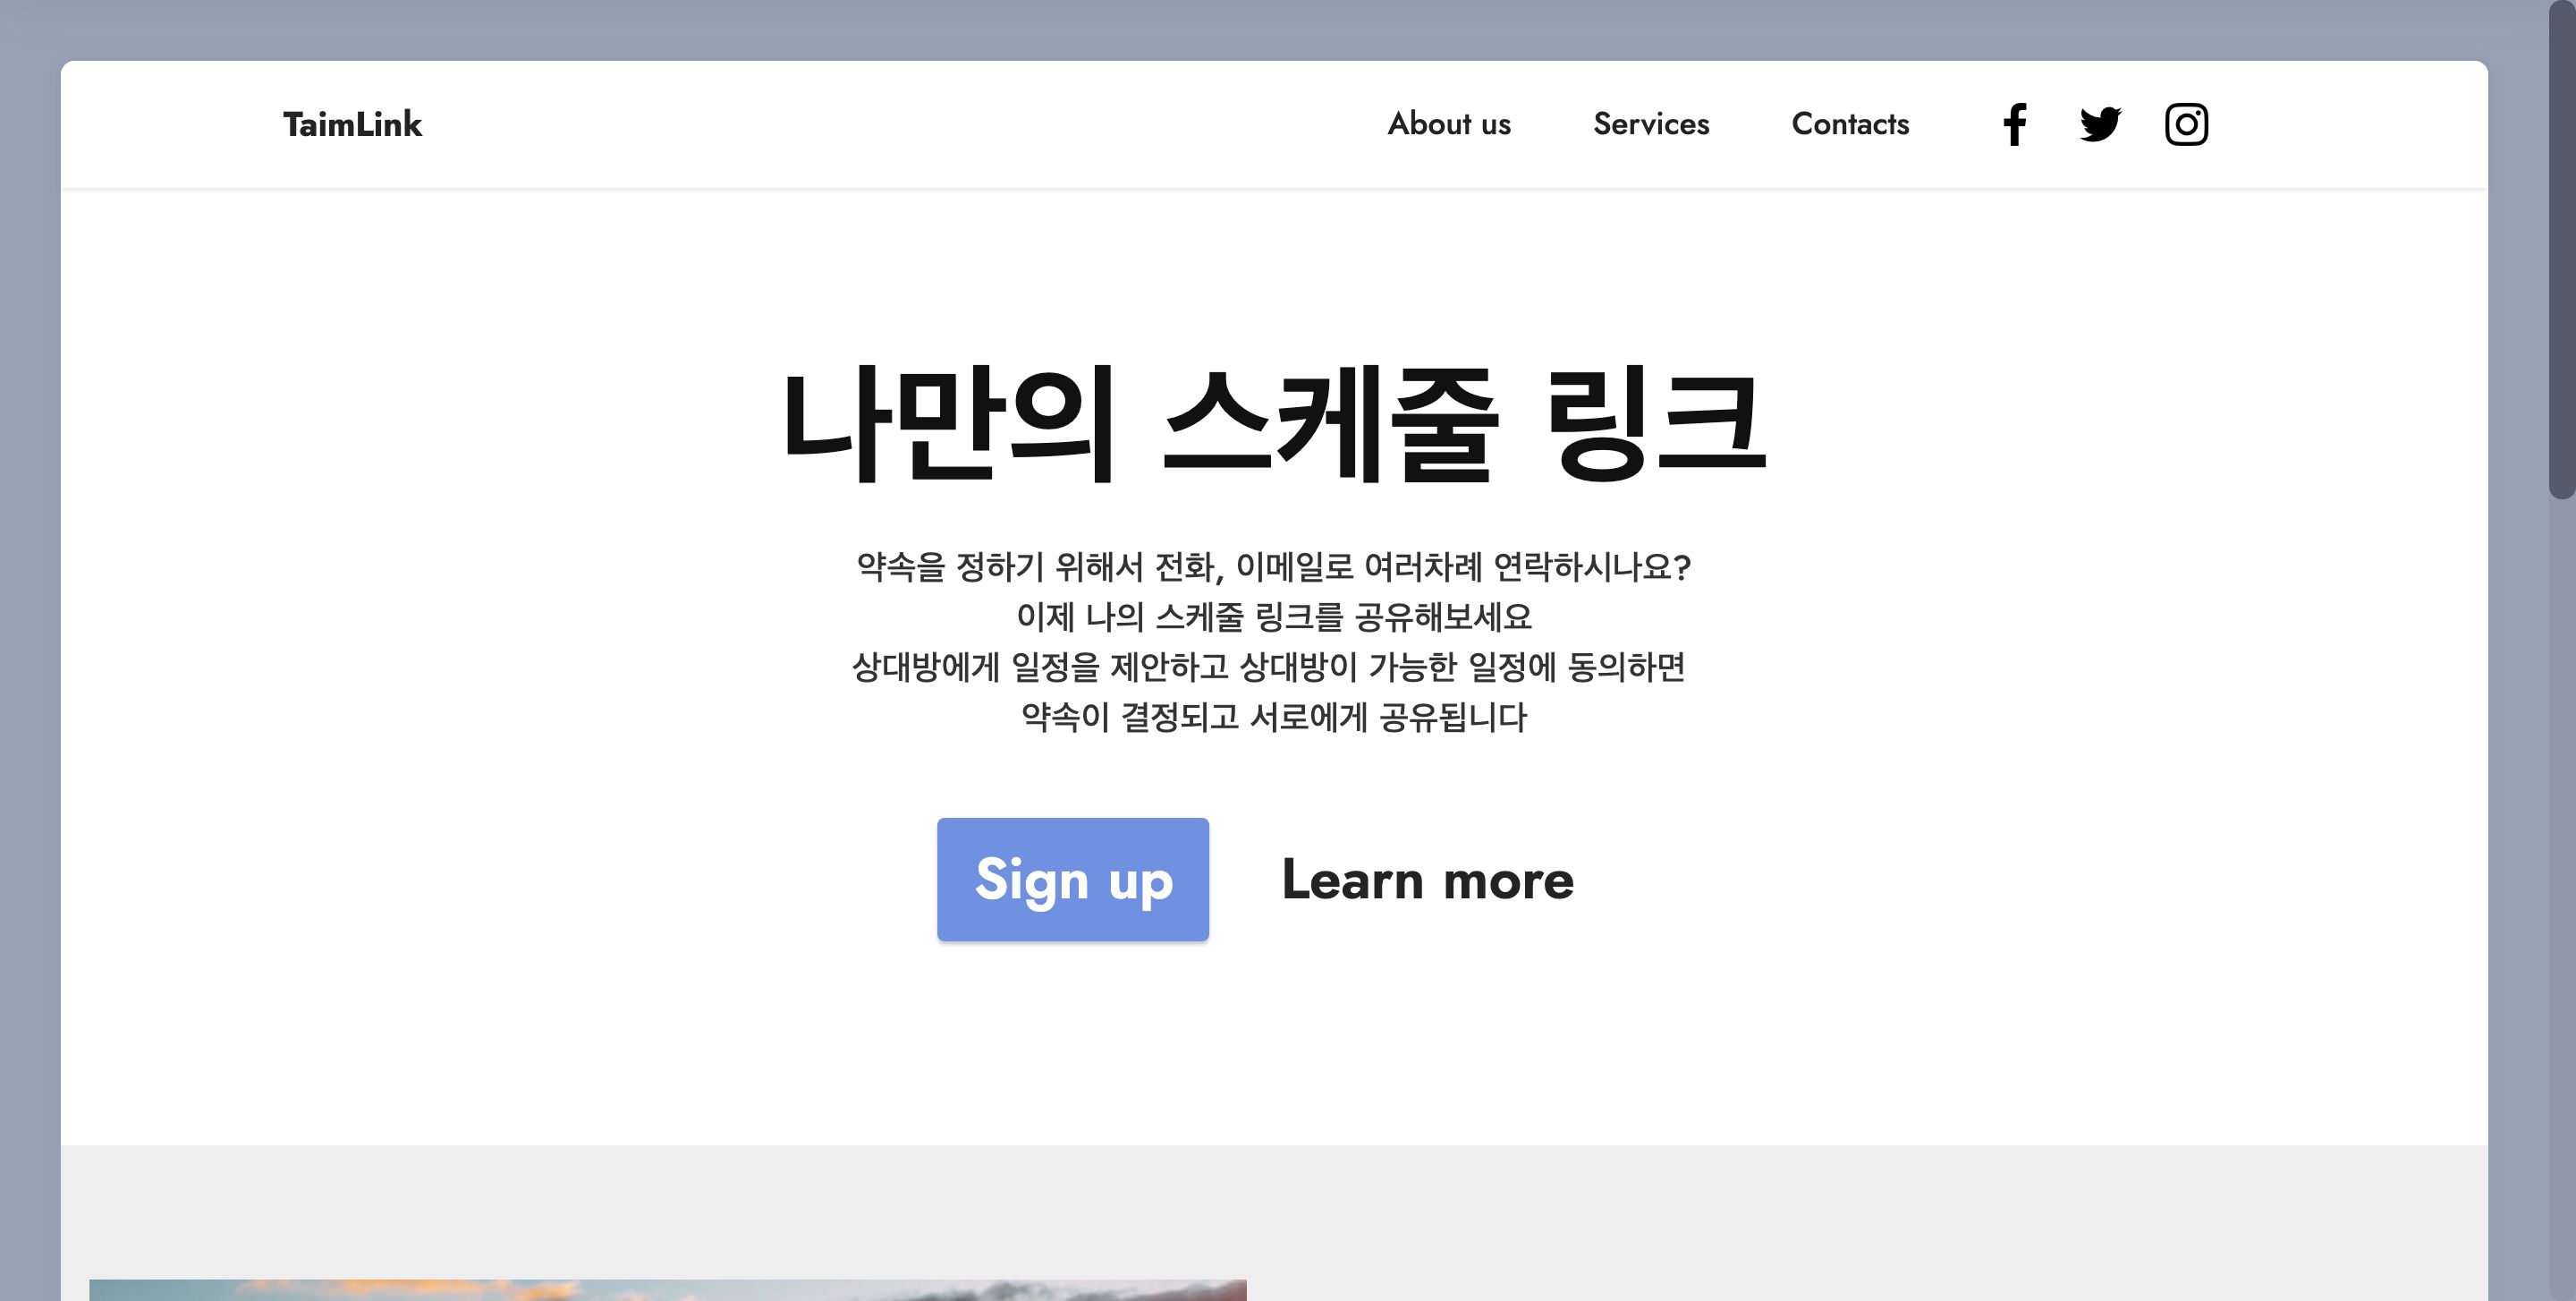 TaimLink
About us
Services
Contacts
나만의 스케줄 링크
약속을 정하기 위해서 전화, 이메일로 여러차례 연락하시나요?
이제 나의 스케줄 링크를 공유해보세요
상대방에게 일정을 제안하고 상대방이 가능한 일정에 동의하면
약속이 결정되고 서로에게 공유됩니다
Sign up
Learn more